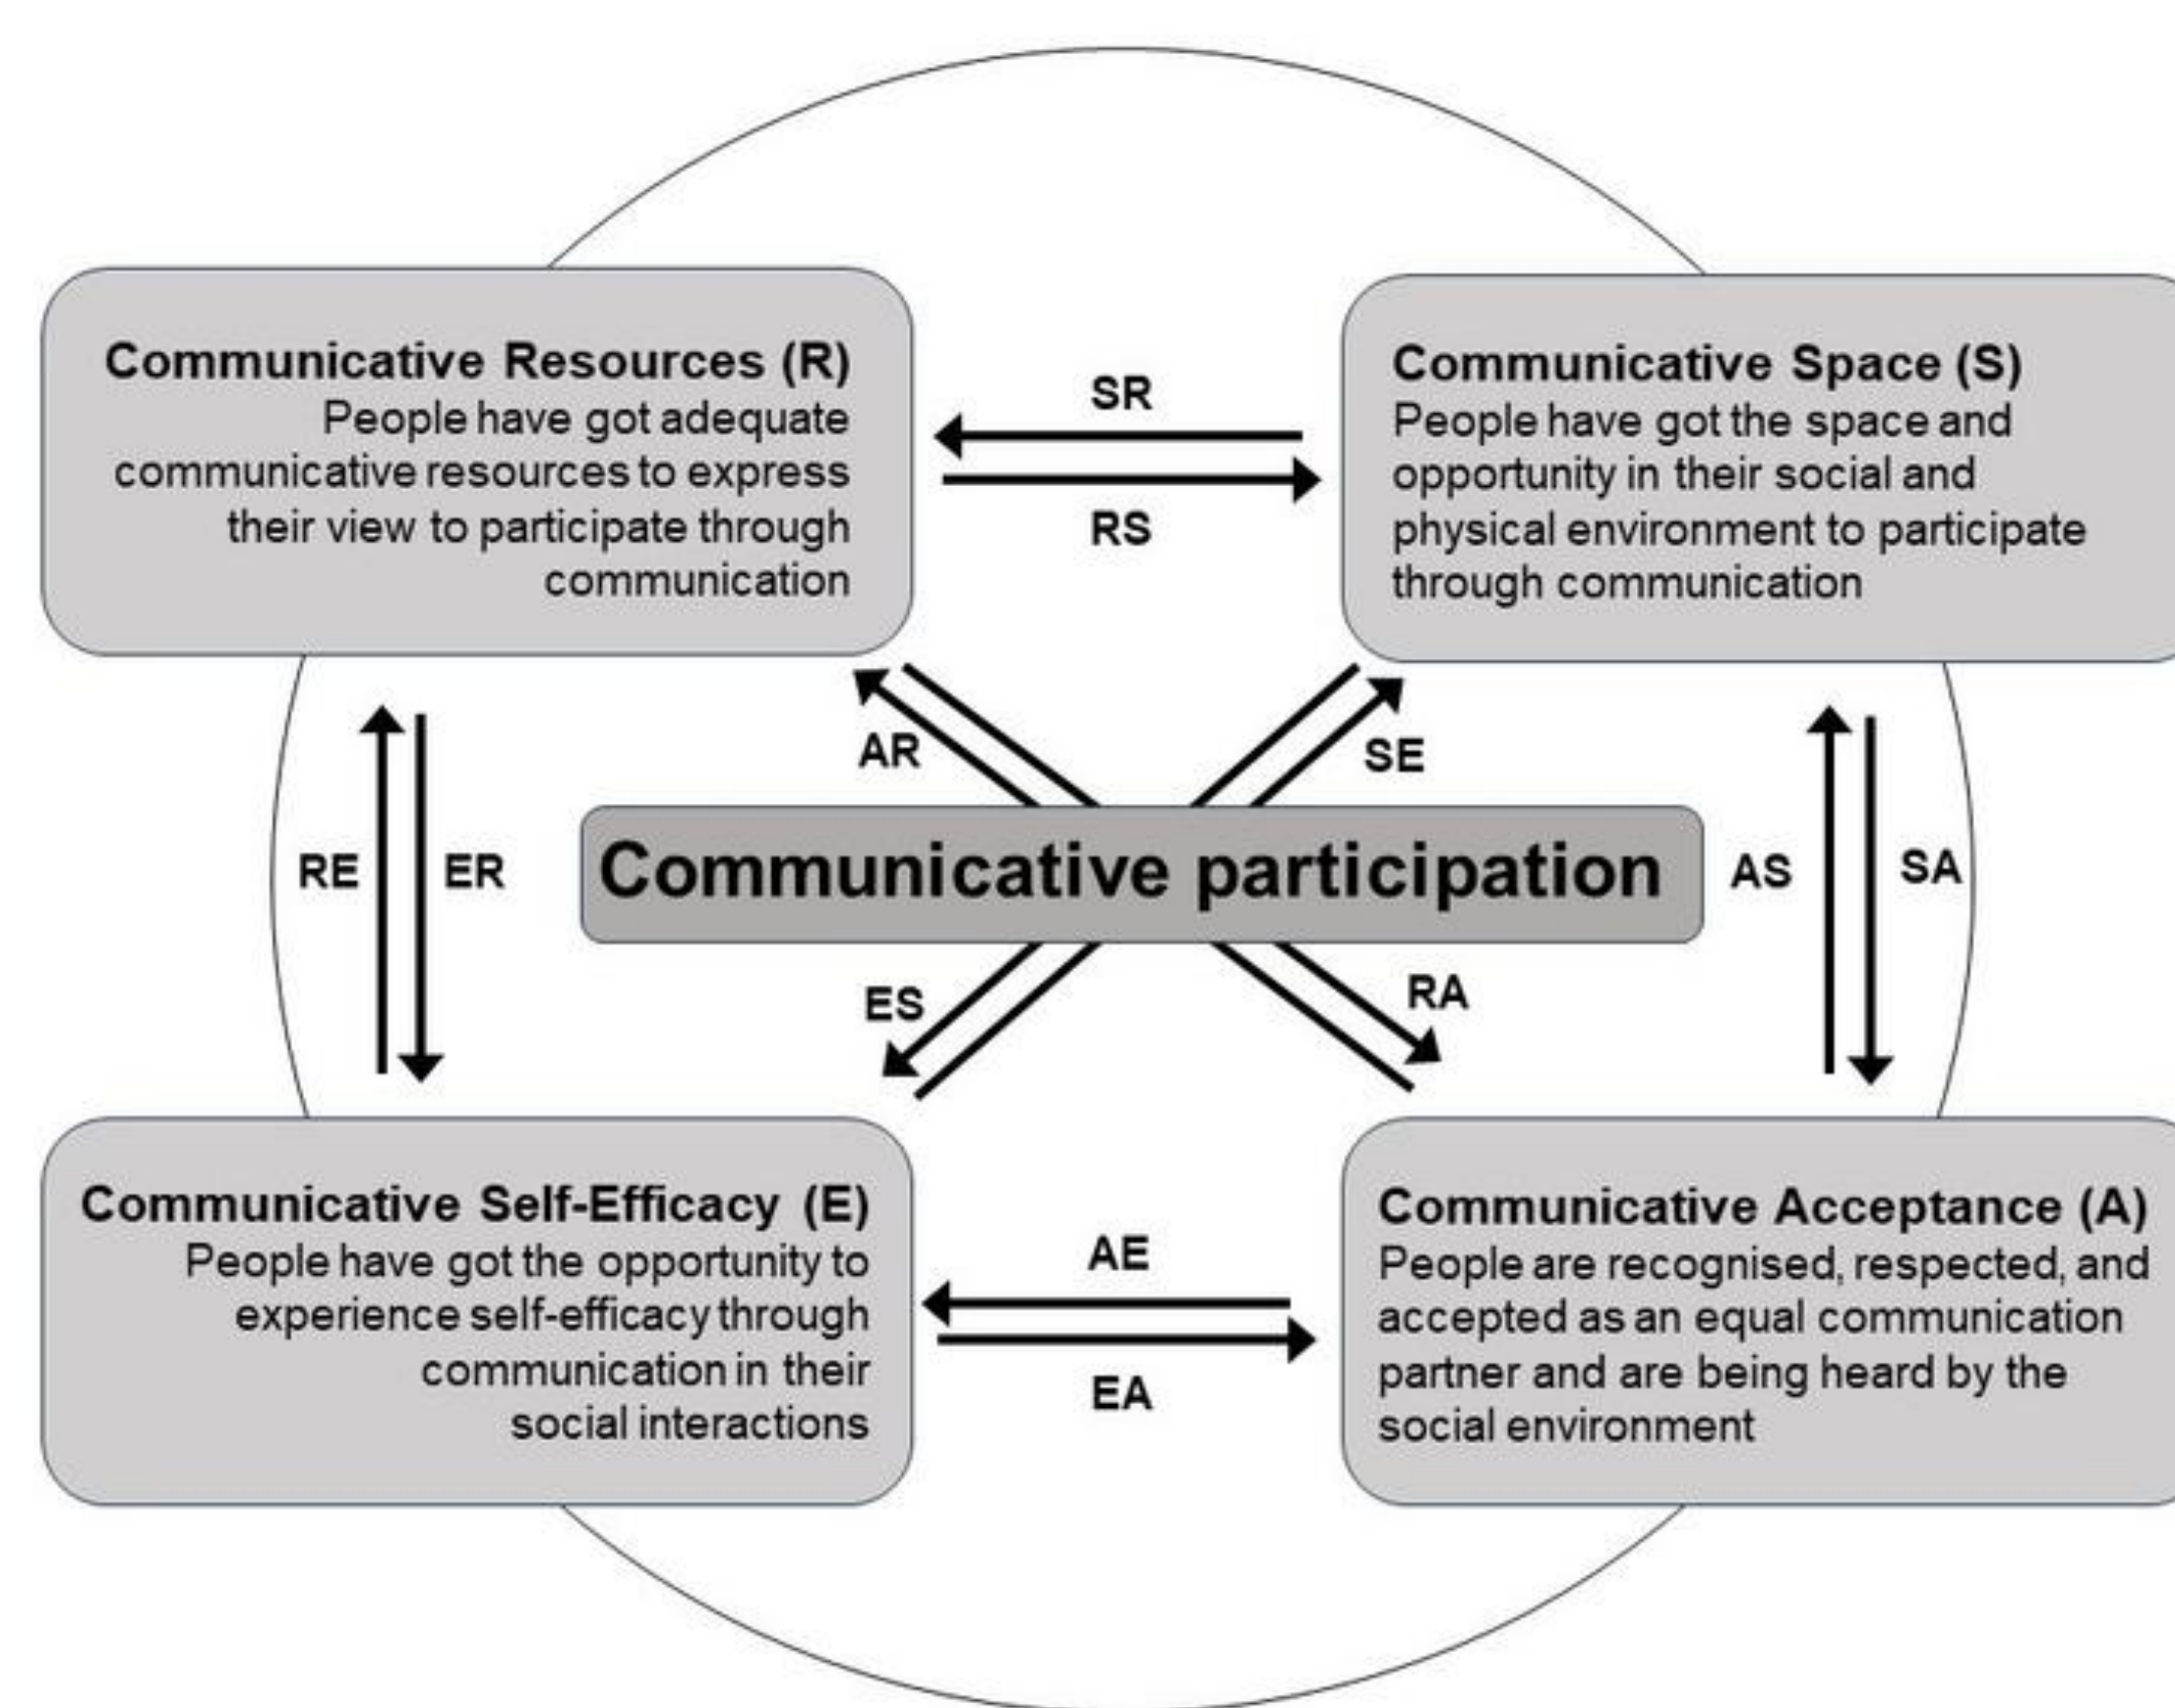 Communicative Resources (R)
People have got adequate
communicative resources to express
their view to participate through
communication
SR
RS
Communicative Space (S)
People have got the space and
opportunity in their social and
physical environment to participate
through communication
AR
SE
RE
ER
Communicative participation
AS
SA
ES
RA
Communicative Self-Efficacy (E)
People have got the opportunity to
experience self-efficacy through
communication in their
social interactions
AE
EA
Communicative Acceptance (A)
People are recognised, respected, and
accepted as an equal communication
partner and are being heard by the
social environment